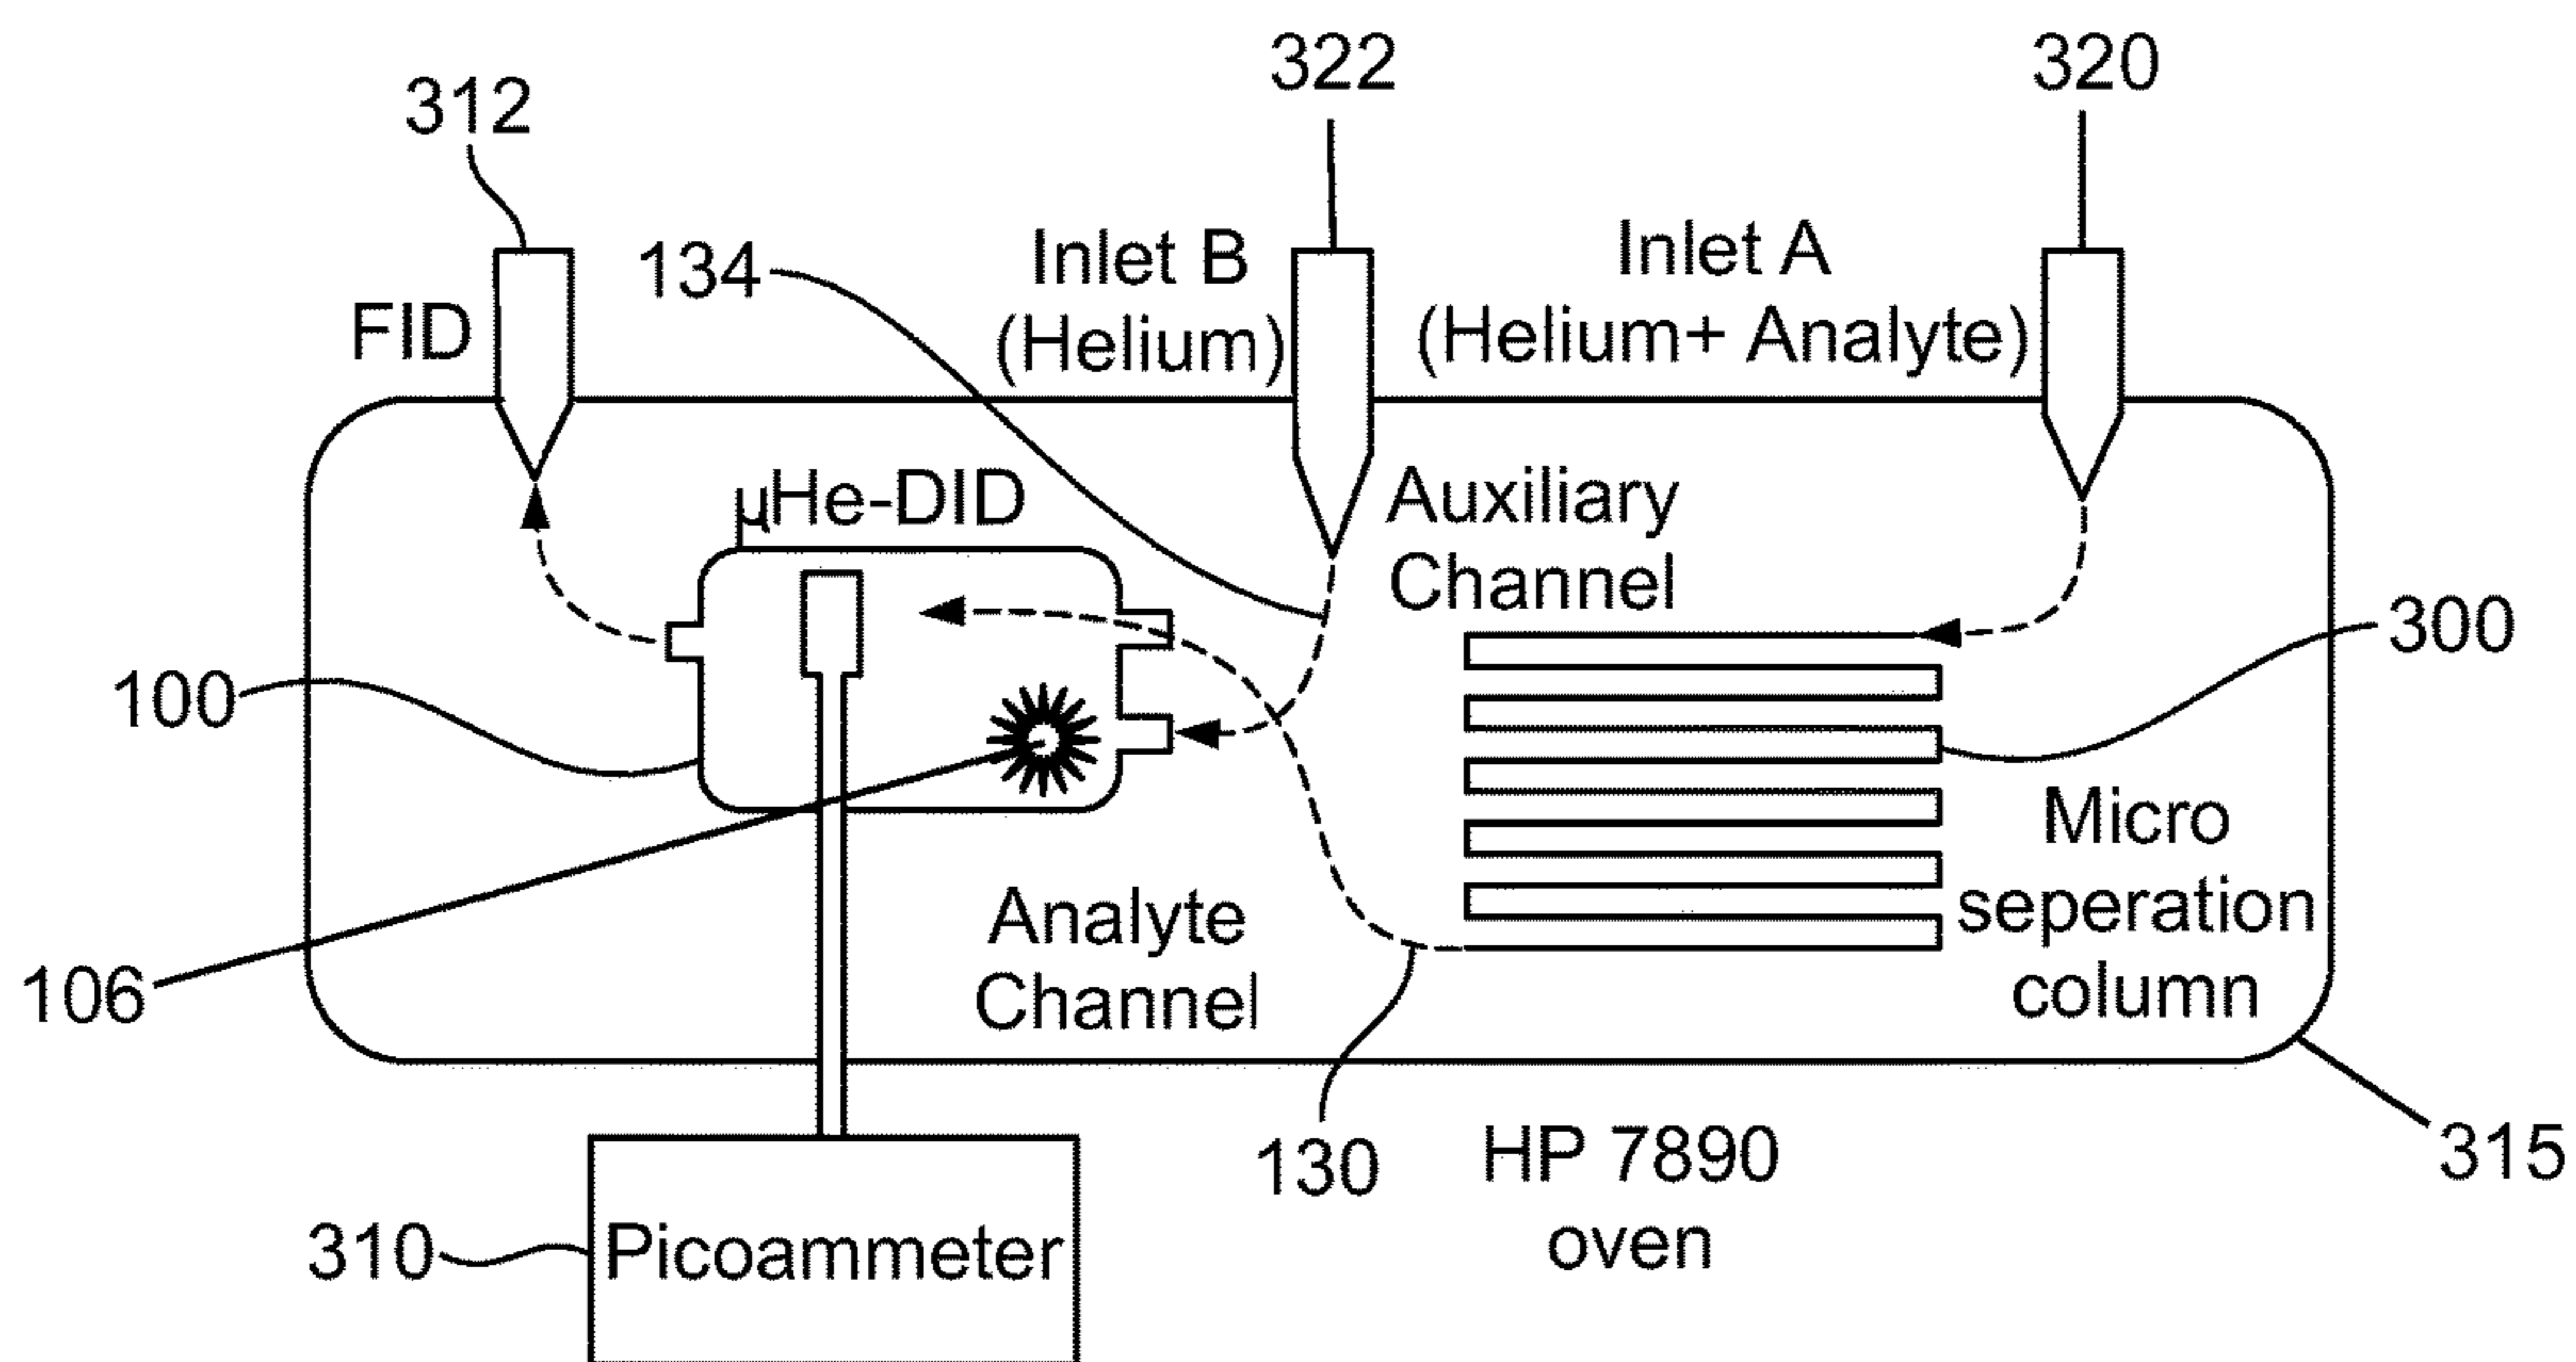 322
320
312
134
Inlet B
(Helium)
Inlet A
(Helium+ Analyte)
FID
μHe-DID
Auxiliary
Channel
300
100
Micro
seperation
column
Analyte
Channel
106
130
HP 7890
oven
315
310
Picoammeter